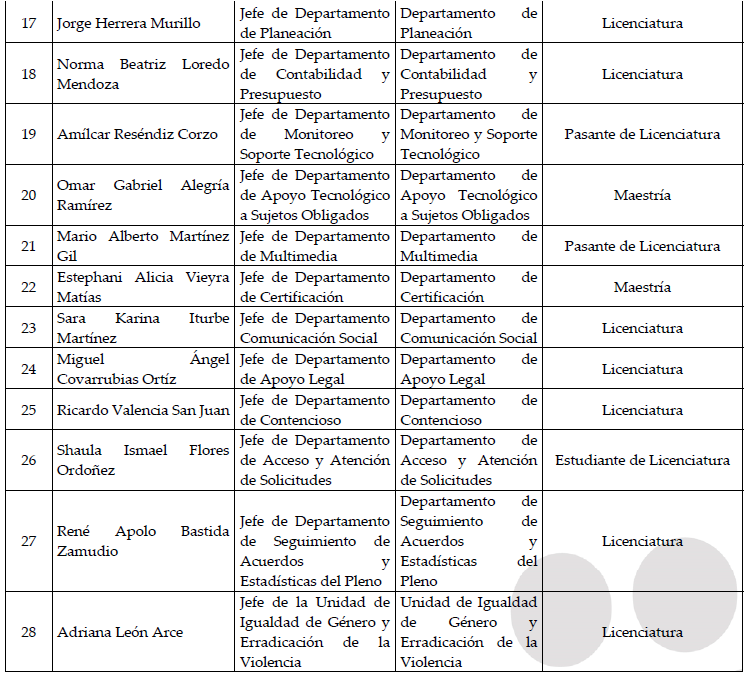 17 Jorge Herrera Murillo Jefe de Departamento de Planeación Departamento de Planeación Licenciatura
18 Norma Beatriz Loredo Mendoza Jefe de Departamento de Contabilidad y Presupuesto Departamento de Contabilidad y Presupuesto Licenciatura
19 Amílcar Reséndiz Corzo Jefe de Departamento de Monitoreo y Soporte Tecnológico Departamento de Monitoreo y Soporte Tecnológico Pasante de Licenciatura
20 Omar Gabriel Alegría Ramírez Jefe de Departamento de Apoyo Tecnológico a Sujetos Obligados Departamento de Apoyo Tecnológico a Sujetos Obligados Maestría
21 Mario Alberto Martínez Gil Jefe de Departamento de Multimedia Departamento de Multimedia Pasante de Licenciatura
22 Estephani Alicia Vieyra Matías Jefe de Departamento de Certificación Departamento de Certificación Maestría
23 Sara Karina Iturbe Martínez Jefe de Departamento Comunicación Social Departamento de Comunicación Social Licenciatura
24 Miguel Ángel Covarrubias Ortíz Jefe de Departamento de Apoyo Legal Departamento de Apoyo Legal Licenciatura
25 Ricardo Valencia San Juan Jefe de Departamento de Contencioso Departamento de Contencioso Licenciatura
26 Shaula Ismael Flores Ordoñez Jefe de Departamento de Acceso y Atención de Solicitudes Departamento de Acceso y Atención de Solicitudes Estudiante de Licenciatura
27 René Apolo Bastida Zamudio Jefe de Departamento de Seguimiento de Acuerdos y Estadísticas del Pleno Departamento de Seguimiento de Acuerdos y Estadísticas del Pleno Licenciatura
28 Adriana León Arce Jefe de la Unidad de Igualdad de Género y Erradicación de la Violencia Unidad de Igualdad de Género y Erradicación de la Violencia Licenciatura